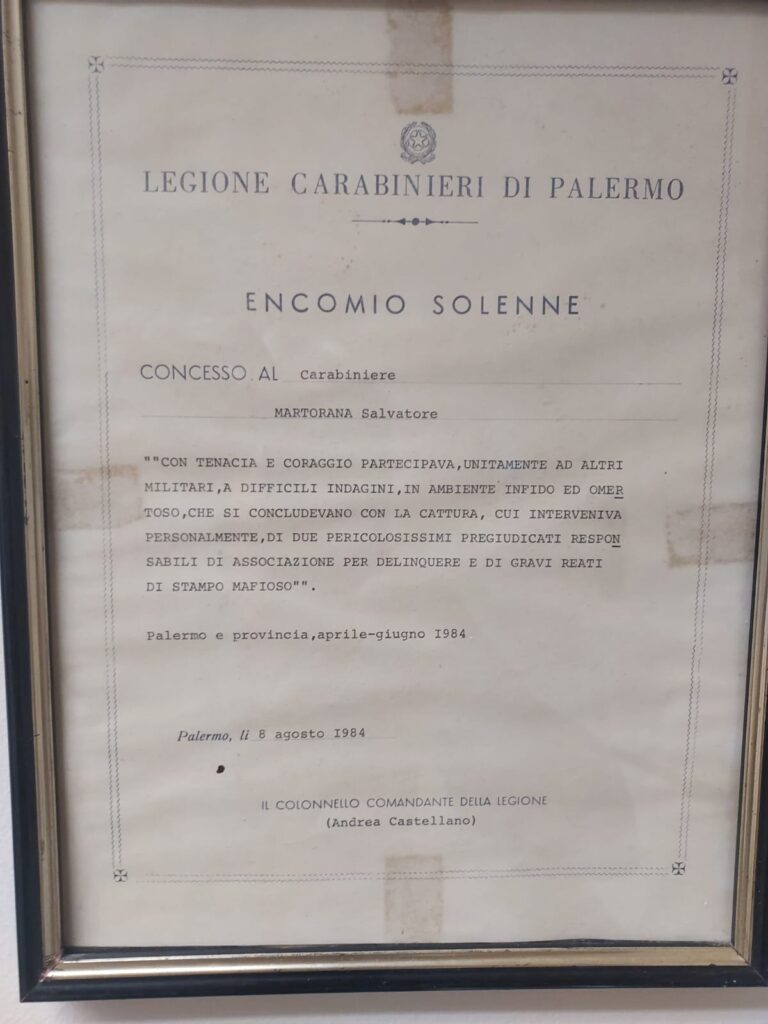 LEGIONE CARABINIERI DI PALERMO
ENCOMIO SOLENNE
CONCESSO AL Carabiniere
MARTORANA Salvatore
""CON TENACIA E CORAGGIO PARTECIPAVA,UNITAMENTE AD ALTRI
MILITARI,A DIFFICILI INDAGINI,IN AMBIENTE INFIDO ED OMER
TOSO,CHE SI CONCLUDEVANO CON LA CATTURA, CUI INTERVENIVA
PERSONALMENTE,DI DUE PERICOLOSISSIMI PREGIUDICATI RESPON
SABILI DI ASSOCIAZIONE PER DELINQUERE E DI GRAVI REATI
DI STAMPO MAFIOSO"".
Palermo e provincia,aprile-giugno I984
Palermo, lì 8 agosto I984
IL COLONNELLO COMANDANTE DELLA LEGIONE
(Andrea Castellano)